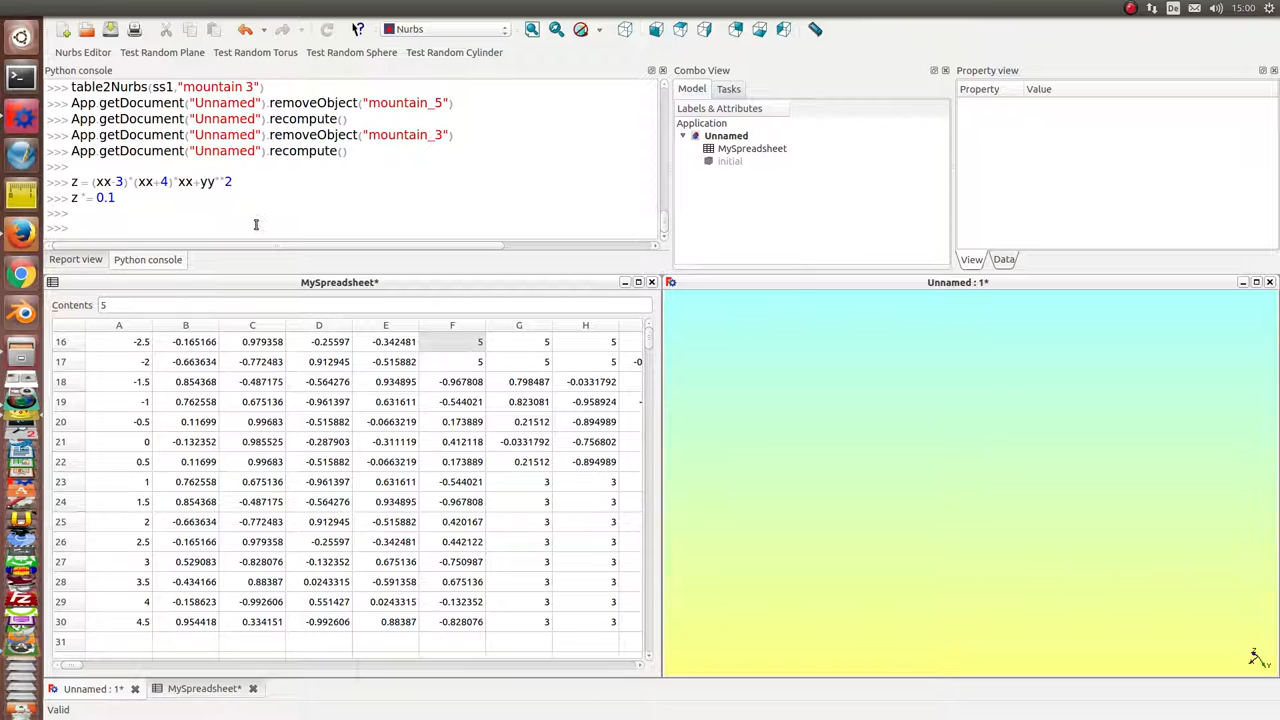 De 15:00
Nurbs
Nurbs Editor Test Random Plane Test Random Torus Test Random Sphere Test Random Cylinder
Python console
>>> table2Nurbs(ss1,"mountain 3")
>>> App getDocument("Unnamed").removeObject("mountain_5")
>>> App getDocument("Unnamed").recompute()
>>> App getDocument("Unnamed").removeObject("mountain_3")
>>> App getDocument("Unnamed").recompute()
>>>
>>> z = (xx-3)*(xx+4)*xx+yy**2
>>> z *= 0.1
>>>
>>>
Report view Python console
Combo View
Model Tasks
Labels & Attributes
Application
Unnamed
MySpreadsheet
initial
Property view
Property Value
View Data
MySpreadsheet*
Contents 5
A B C D E F G H
16 -2.5 -0.165166 0.979358 -0.25597 -0.342481 5 5 5
17 -2 -0.663634 -0.772483 0.912945 -0.515882 5 5 5 -0
18 -1.5 0.854368 -0.487175 -0.564276 0.934895 -0.967808 0.798487 -0.0331792
19 -1 0.762558 0.675136 -0.961397 0.631611 -0.544021 0.823081 -0.958924 -
20 -0.5 0.11699 0.99683 -0.515882 -0.0663219 0.173889 0.21512 -0.894989
21 0 -0.132352 0.985525 -0.287903 -0.311119 0.412118 -0.0331792 -0.756802
22 0.5 0.11699 0.99683 -0.515882 -0.0663219 0.173889 0.21512 -0.894989
23 1 0.762558 0.675136 -0.961397 0.631611 -0.544021 3 3
24 1.5 0.854368 -0.487175 -0.564276 0.934895 -0.967808 3 3
25 2 -0.663634 -0.772483 0.912945 -0.515882 0.420167 3 3
26 2.5 -0.165166 0.979358 -0.25597 -0.342481 0.442122 3 3
27 3 0.529083 -0.828076 -0.132352 0.675136 -0.750987 3 3
28 3.5 -0.434166 0.88387 0.0243315 -0.591358 0.675136 3 3
29 4 -0.158623 -0.992606 0.551427 0.0243315 -0.132352 3 3
30 4.5 0.954418 0.334151 -0.992606 0.88387 -0.828076 3 3
31
Unnamed : 1*
Z
Y
Unnamed : 1* MySpreadsheet*
Valid